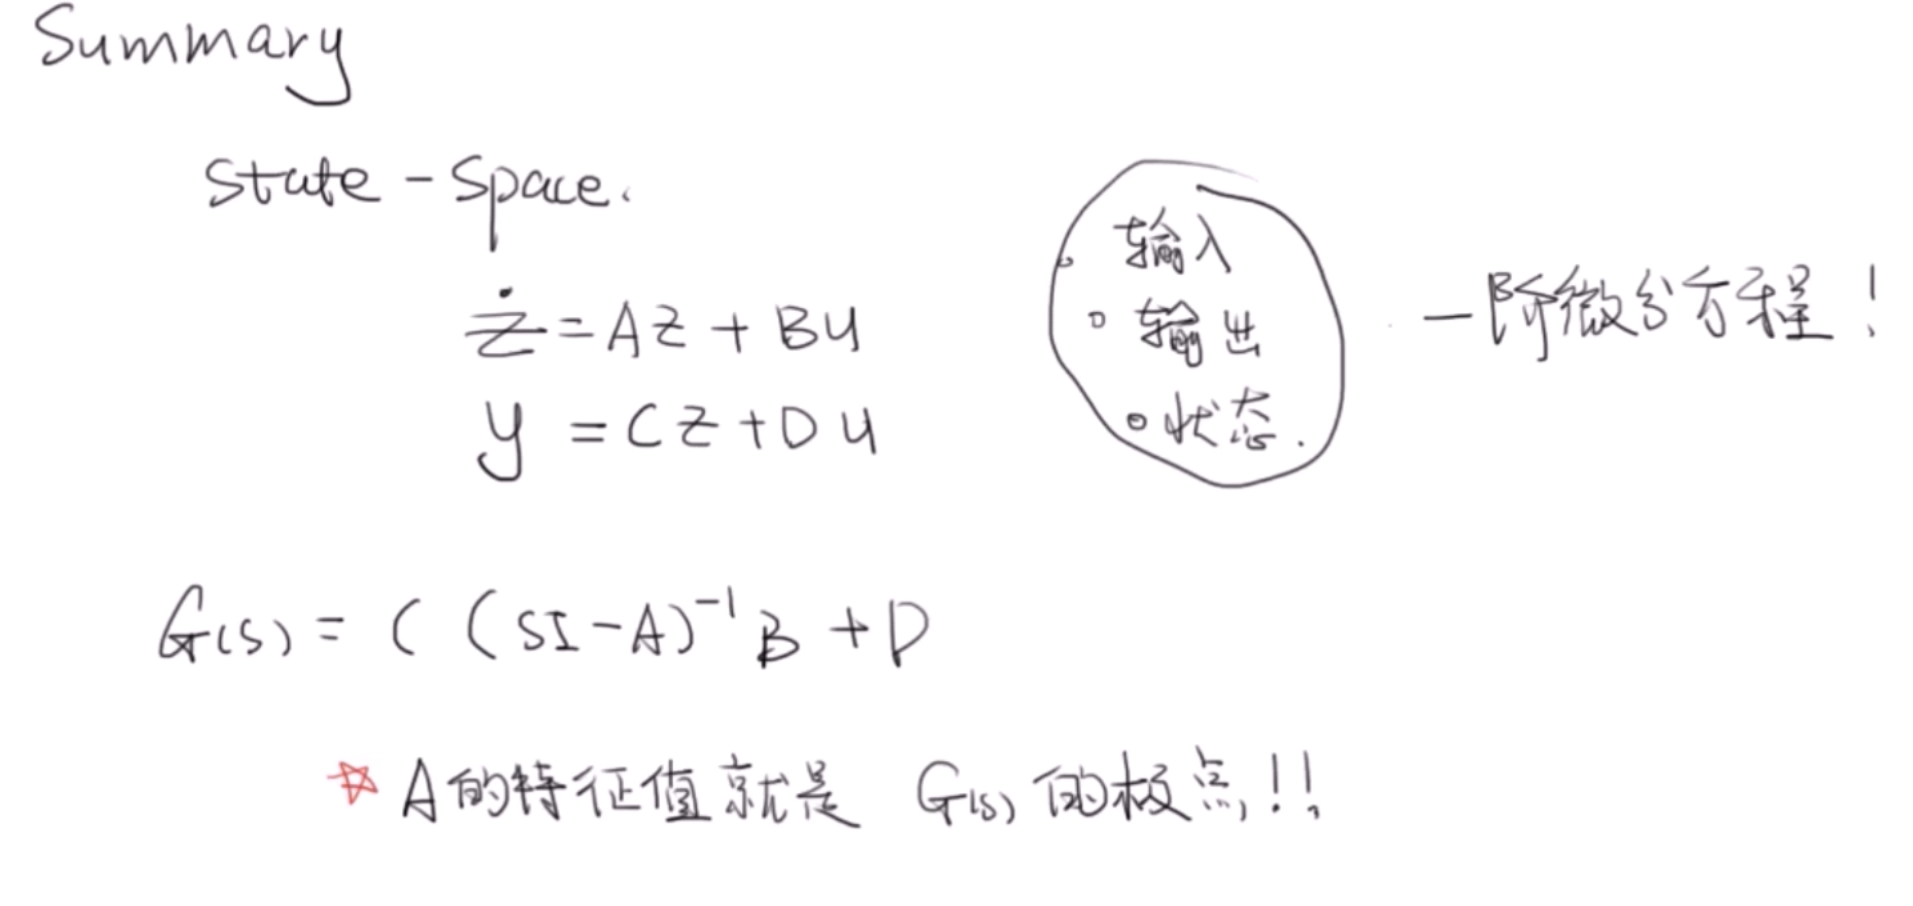 Summary
State-Space.
ż = Az + Bu
y = Cz + Du
。输入
。输出
。状态.
一阶微分方程!
G(s) = C (sI-A)⁻¹ B + D
☆ A的特征值就是 G(s) 的极点!!